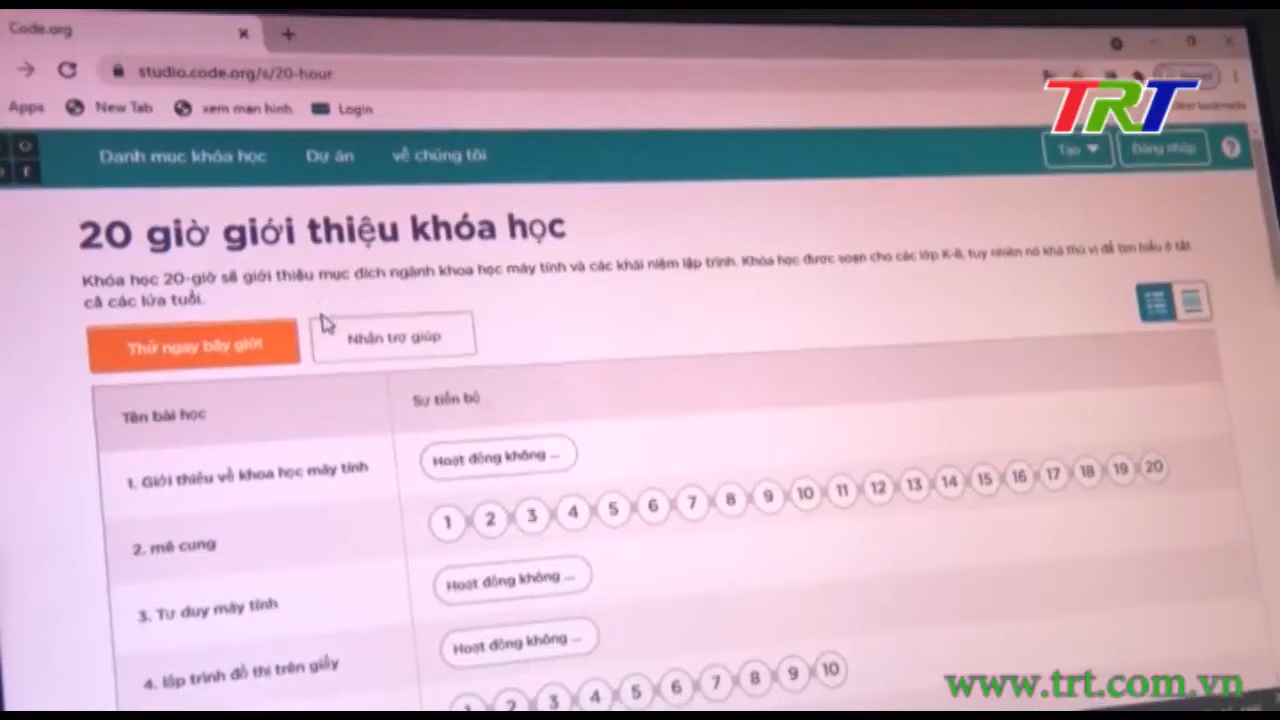 Code.org
studio.code.org/s/20-hour
TRT
Apps New Tab xem man hinh Login
Danh mục khóa học Dự án về chúng tôi Tạo Đăng nhập ?
20 giờ giới thiệu khóa học
Khóa học 20-giờ sẽ giới thiệu mục đích ngành khoa học máy tính và các khái niệm lập trình. Khóa học được soạn cho các lớp K-8, tuy nhiên nó khá thú vị để tìm hiểu ở tất
cả các lứa tuổi.
Thử ngay bây giờ! Nhận trợ giúp
Tên bài học Sự tiến bộ
1. Giới thiệu về khoa học máy tính Hoạt động không ...
2. mê cung 1 2 3 4 5 6 7 8 9 10 11 12 13 14 15 16 17 18 19 20
3. Tư duy máy tính Hoạt động không ...
4. lập trình đồ thị trên giấy Hoạt động không ...
1 2 3 4 5 6 7 8 9 10
www.trt.com.vn